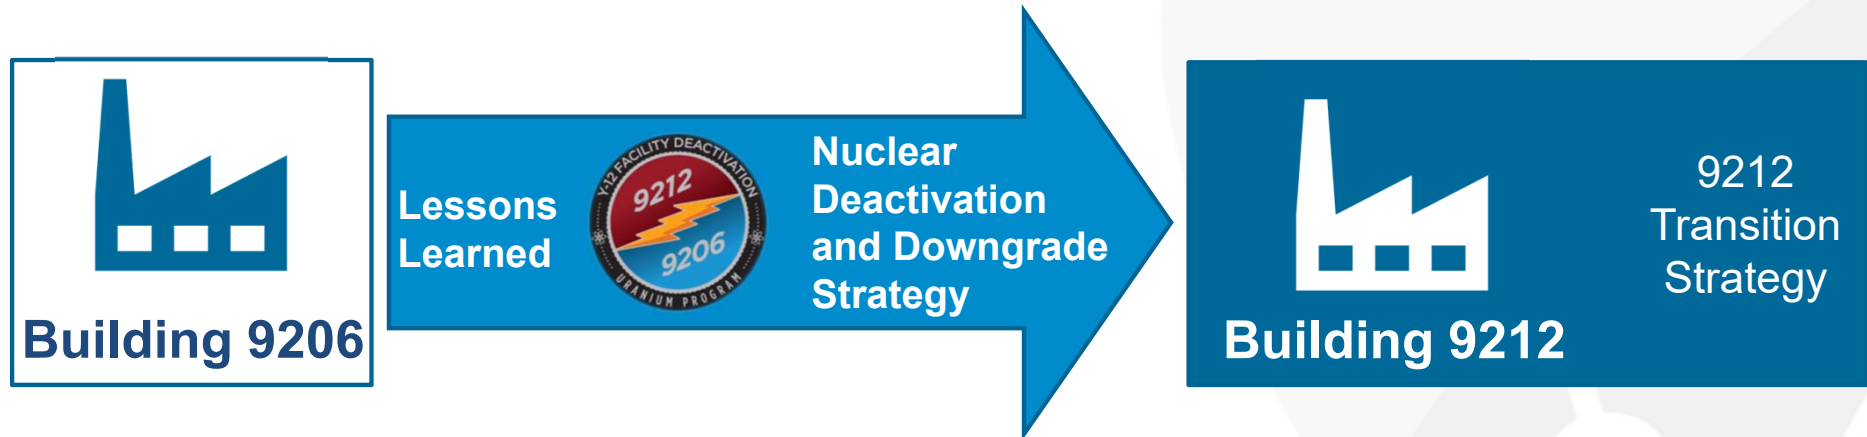 Building 9206
Lessons
Learned
Y-12 FACILITY DEACTIVATION
9212
9206
URANIUM PROGRAM
Nuclear
Deactivation
and Downgrade
Strategy
Building 9212
9212
Transition
Strategy